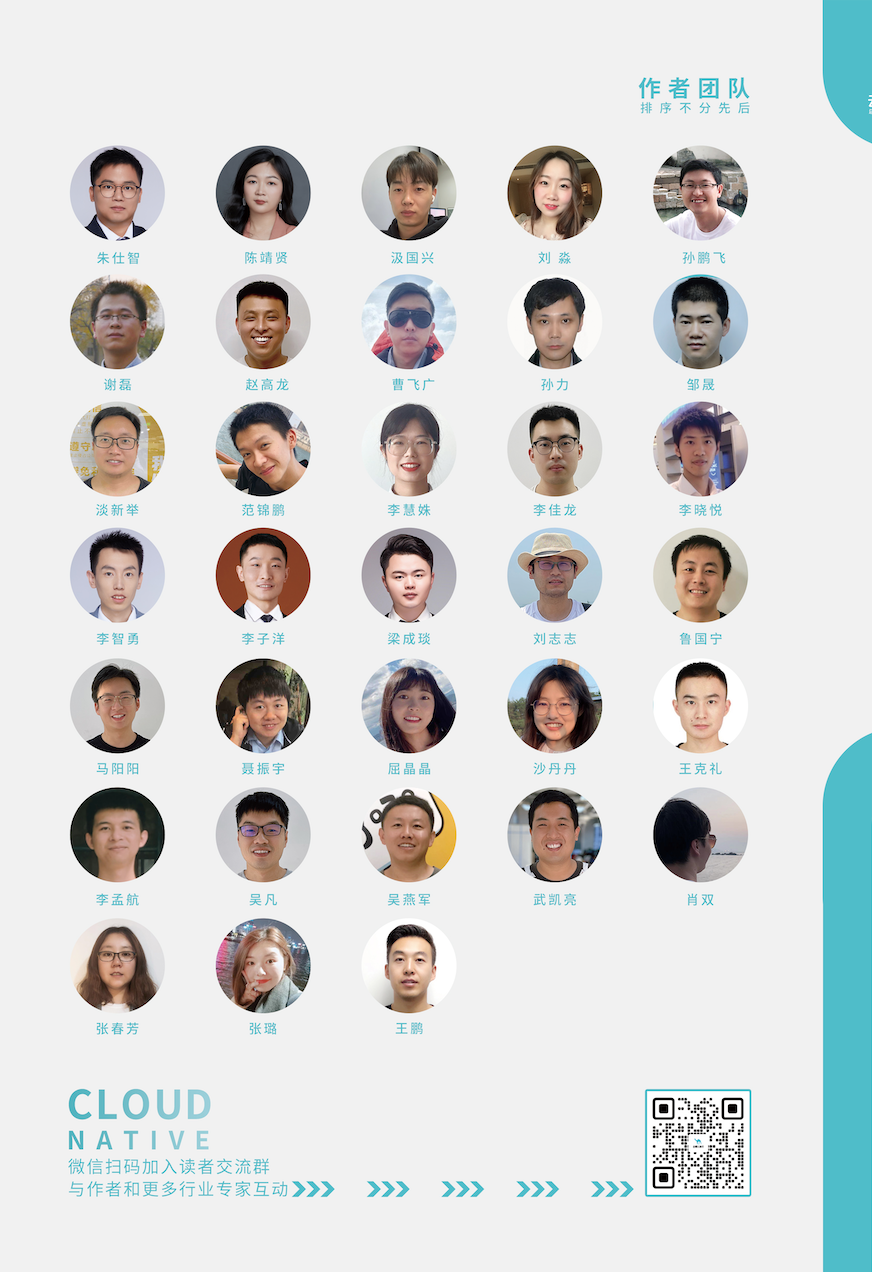 作者团队
排序不分先后
朱仕智 陈靖贤 汲国兴 刘 淼 孙鹏飞
谢磊 赵高龙 曹飞广 孙力 邹晟
淡新举 范锦鹏 李慧姝 李佳龙 李晓悦
李智勇 李子洋 梁成琰 刘志志 鲁国宁
马阳阳 聂振宇 屈晶晶 沙丹丹 王克礼
李孟航 吴凡 吴燕军 武凯亮 肖双
张春芳 张璐 王鹏
CLOUD
NATIVE
微信扫码加入读者交流群
与作者和更多行业专家互动